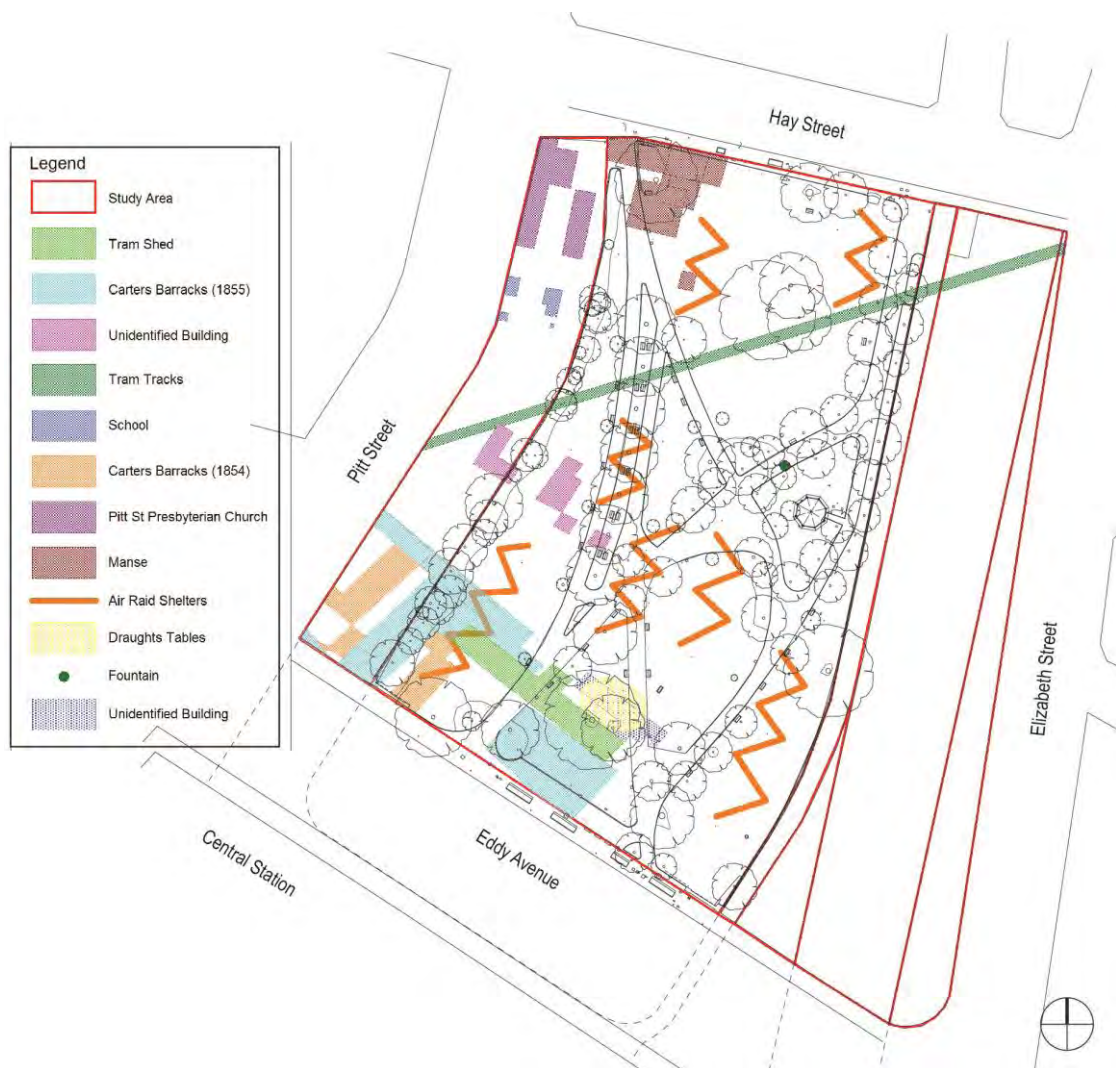 Hay Street
Legend
Study Area
Tram Shed
Carters Barracks (1855)
Unidentified Building
Tram Tracks
School
Carters Barracks (1854)
Pitt St Presbyterian Church
Manse
Air Raid Shelters
Draughts Tables
Fountain
Unidentified Building
Pitt Street
Elizabeth Street
Eddy Avenue
Central Station